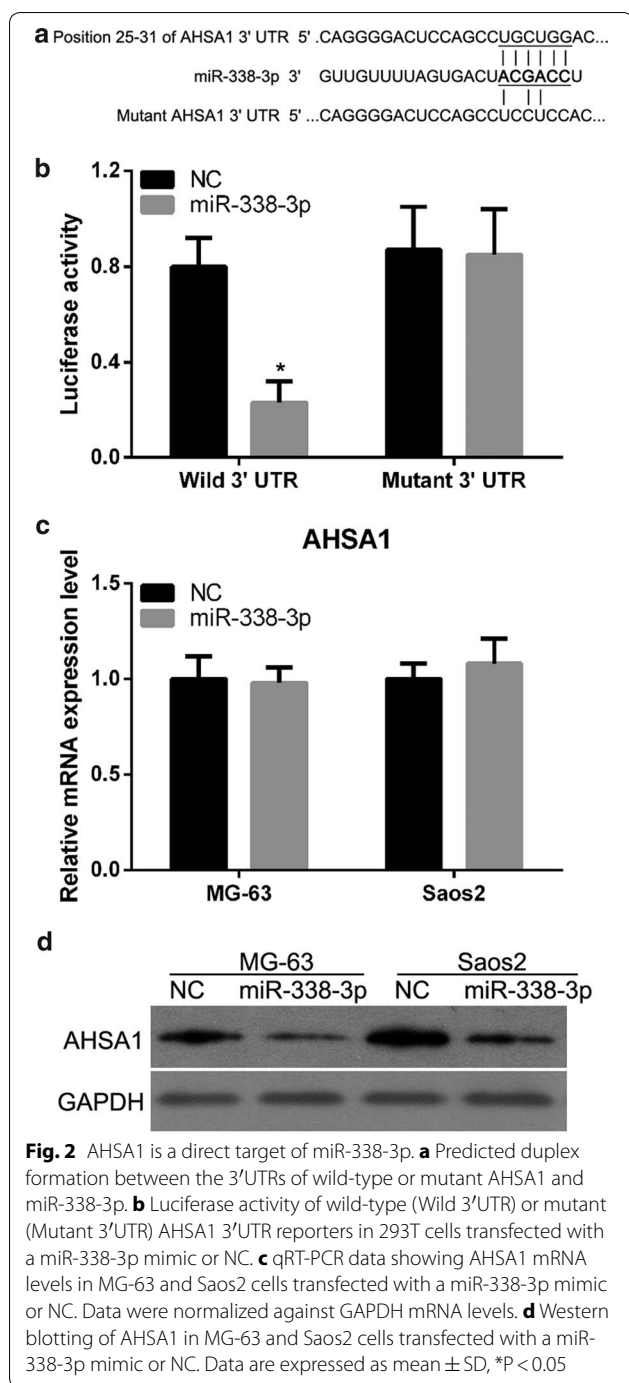 a Position 25-31 of AHSA1 3' UTR 5' .CAGGGGACUCCAGCCUGCUGGAC...
miR-338-3p 3' GUUGUUUUAGUGACUACGACCU
Mutant AHSA1 3' UTR 5' ...CAGGGGACUCCAGCCUCCUCCAC...
b
NC
miR-338-3p
Luciferase activity
1.2
0.8
0.4
0.0
*
Wild 3' UTR Mutant 3' UTR
c
AHSA1
NC
miR-338-3p
Relative mRNA expression level
1.5
1.0
0.5
0.0
MG-63 Saos2
d
MG-63 Saos2
NC miR-338-3p NC miR-338-3p
AHSA1
GAPDH
Fig. 2 AHSA1 is a direct target of miR-338-3p. a Predicted duplex
formation between the 3′UTRs of wild-type or mutant AHSA1 and
miR-338-3p. b Luciferase activity of wild-type (Wild 3′UTR) or mutant
(Mutant 3′UTR) AHSA1 3′UTR reporters in 293T cells transfected with
a miR-338-3p mimic or NC. c qRT-PCR data showing AHSA1 mRNA
levels in MG-63 and Saos2 cells transfected with a miR-338-3p mimic
or NC. Data were normalized against GAPDH mRNA levels. d Western
blotting of AHSA1 in MG-63 and Saos2 cells transfected with a miR-
338-3p mimic or NC. Data are expressed as mean ± SD, *P < 0.05